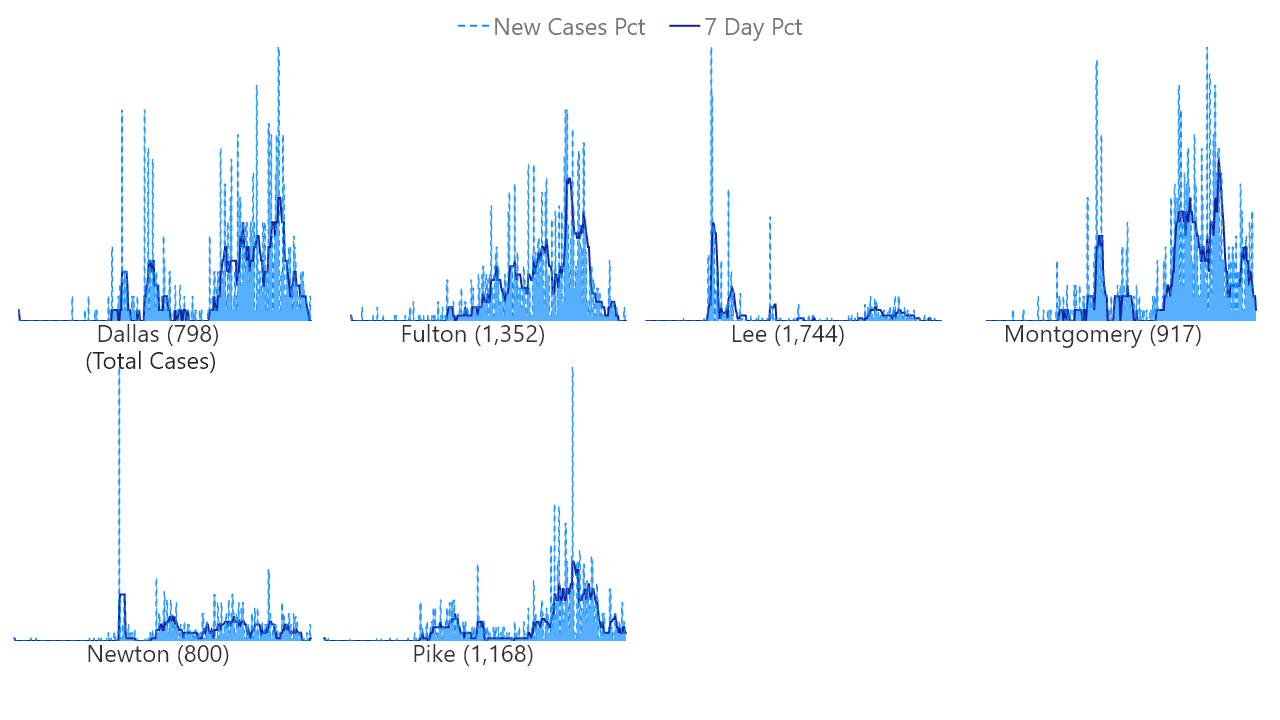 New Cases Pct 7 Day Pct
Dallas (798) Fulton (1,352) Lee (1,744) Montgomery (917)
(Total Cases)
Newton (800) Pike (1,168)